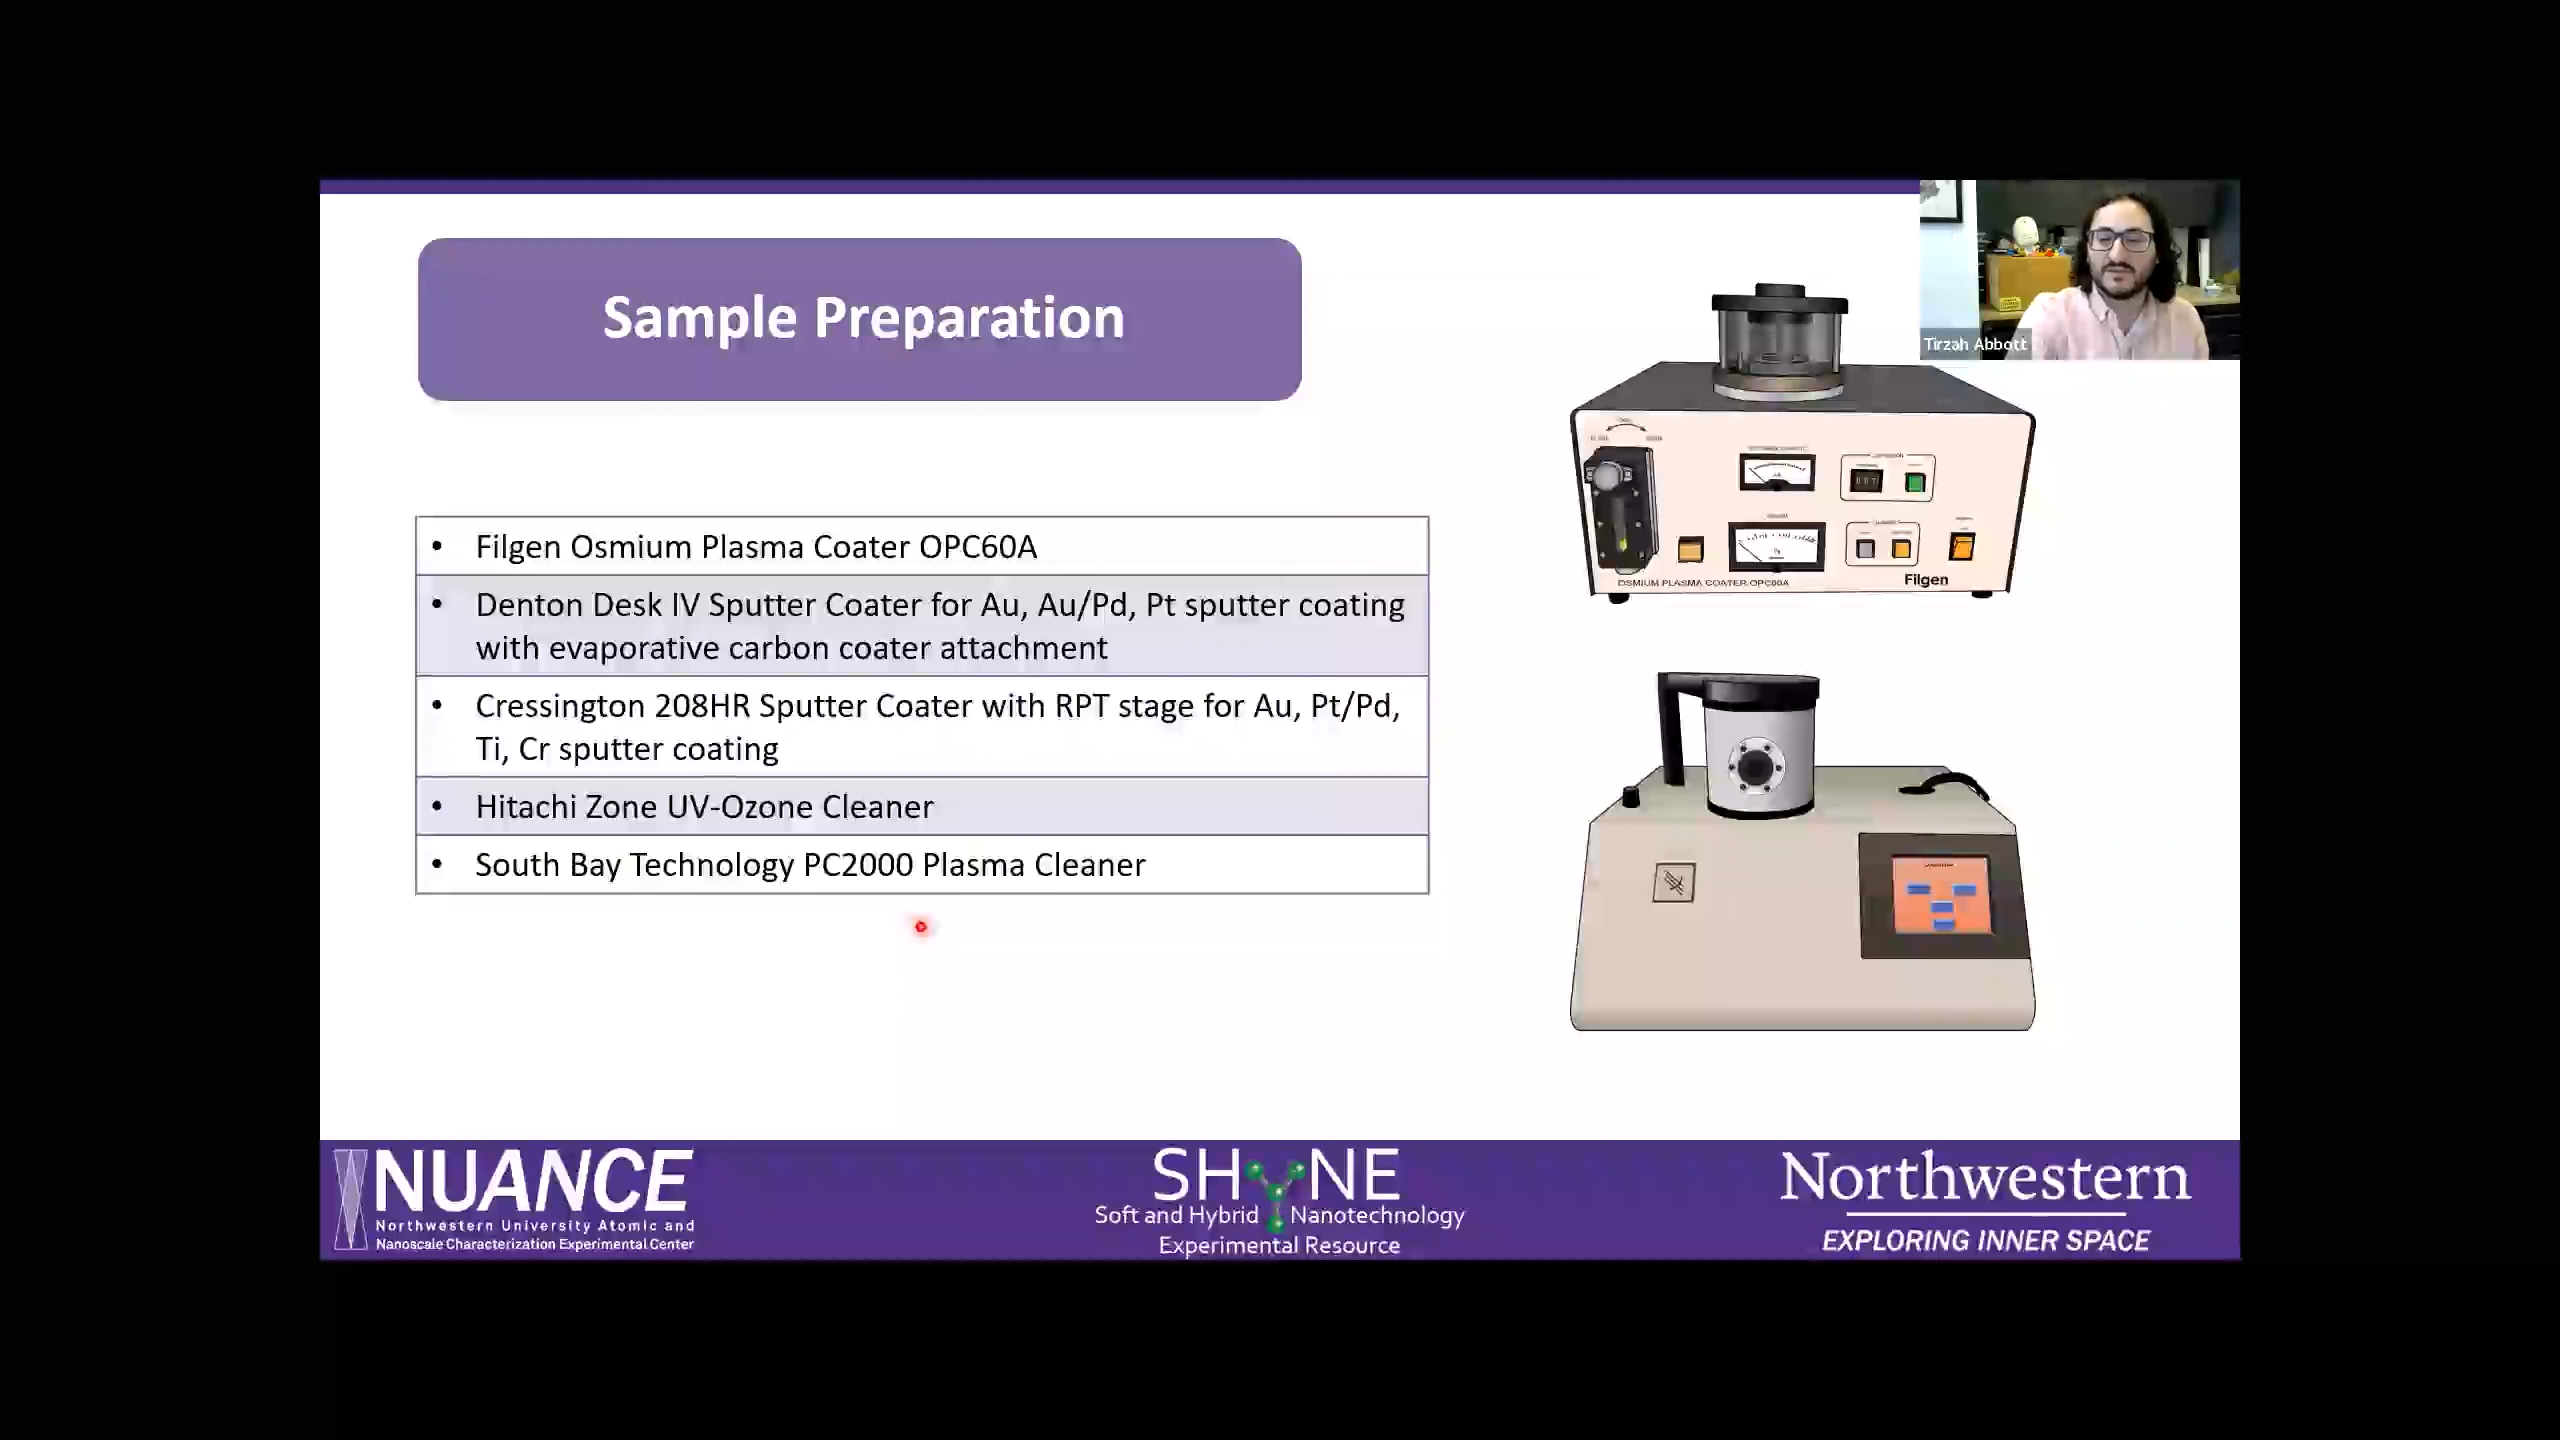 Sample Preparation
Tirzah Abbott
• Filgen Osmium Plasma Coater OPC60A
• Denton Desk IV Sputter Coater for Au, Au/Pd, Pt sputter coating
with evaporative carbon coater attachment
• Cressington 208HR Sputter Coater with RPT stage for Au, Pt/Pd,
Ti, Cr sputter coating
• Hitachi Zone UV-Ozone Cleaner
• South Bay Technology PC2000 Plasma Cleaner
OSMIUM PLASMA COATER OPC60A
Filgen
NUANCE
Northwestern University Atomic and
Nanoscale Characterization Experimental Center
SHYNE
Soft and Hybrid Nanotechnology
Experimental Resource
Northwestern
EXPLORING INNER SPACE